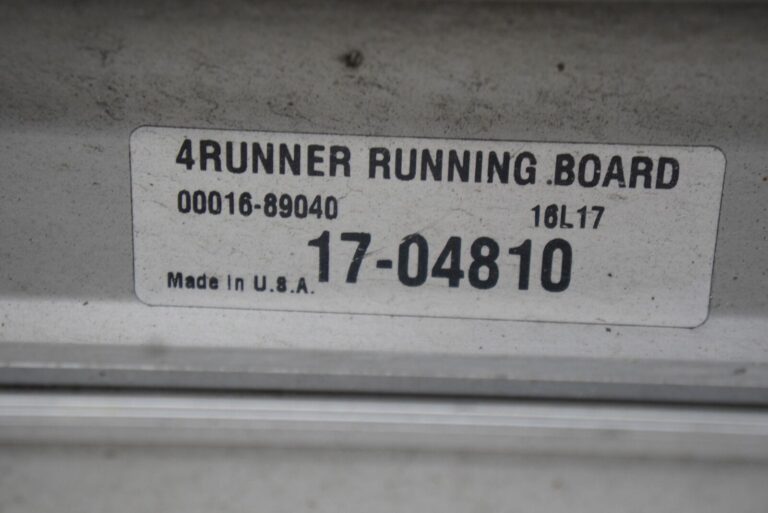 4RUNNER RUNNING BOARD
00016-89040 16L17
17-04810
Made in U.S.A.